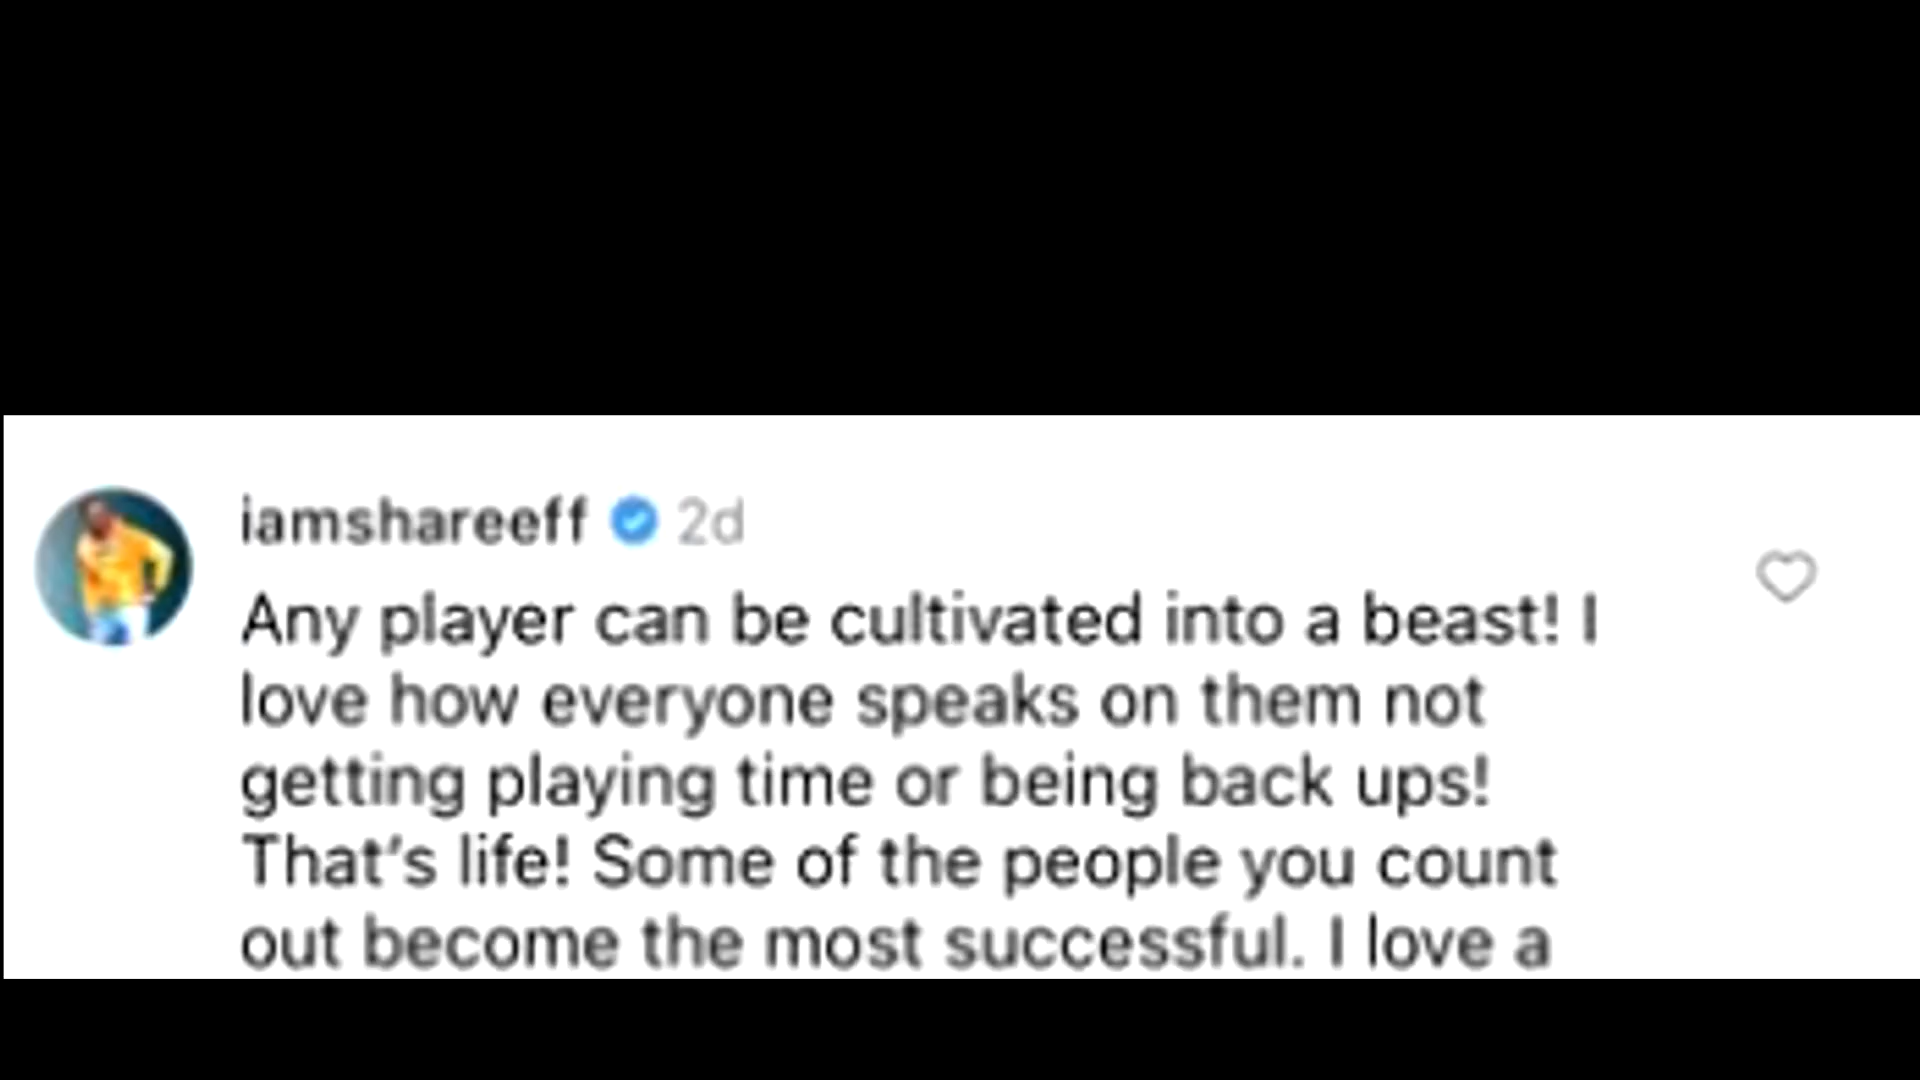 iamshareeff 2d
Any player can be cultivated into a beast! I
love how everyone speaks on them not
getting playing time or being back ups!
That's life! Some of the people you count
out become the most successful. I love a